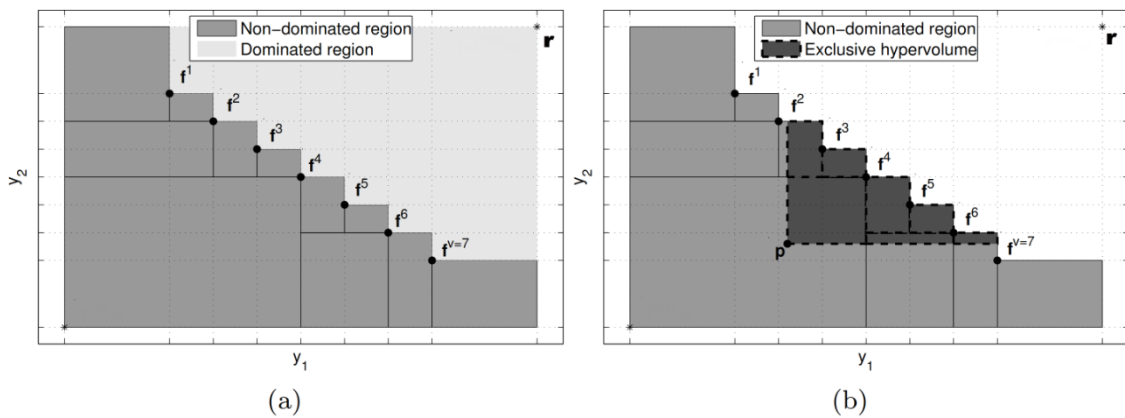 Non-dominated region
Dominated region
r
f1
f2
f3
f4
f5
f6
fv=7
y2
y1
(a)
Non-dominated region
Exclusive hypervolume
r
f1
f2
f3
f4
f5
f6
p
fv=7
y2
y1
(b)